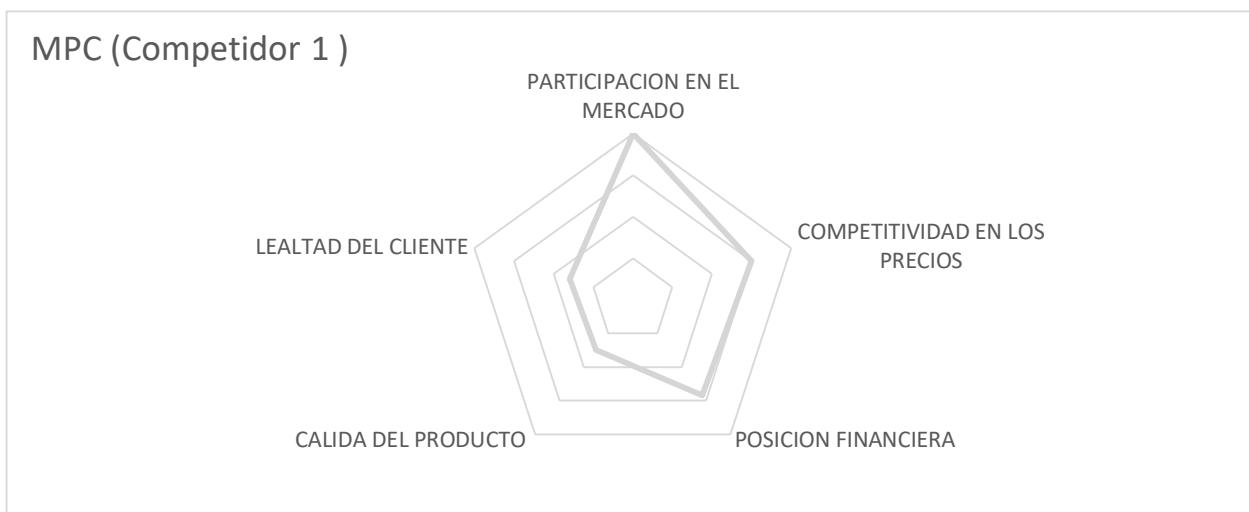 MPC (Competidor 1 )
PARTICIPACION EN EL
MERCADO
COMPETITIVIDAD EN LOS
PRECIOS
LEALTAD DEL CLIENTE
CALIDA DEL PRODUCTO
POSICION FINANCIERA